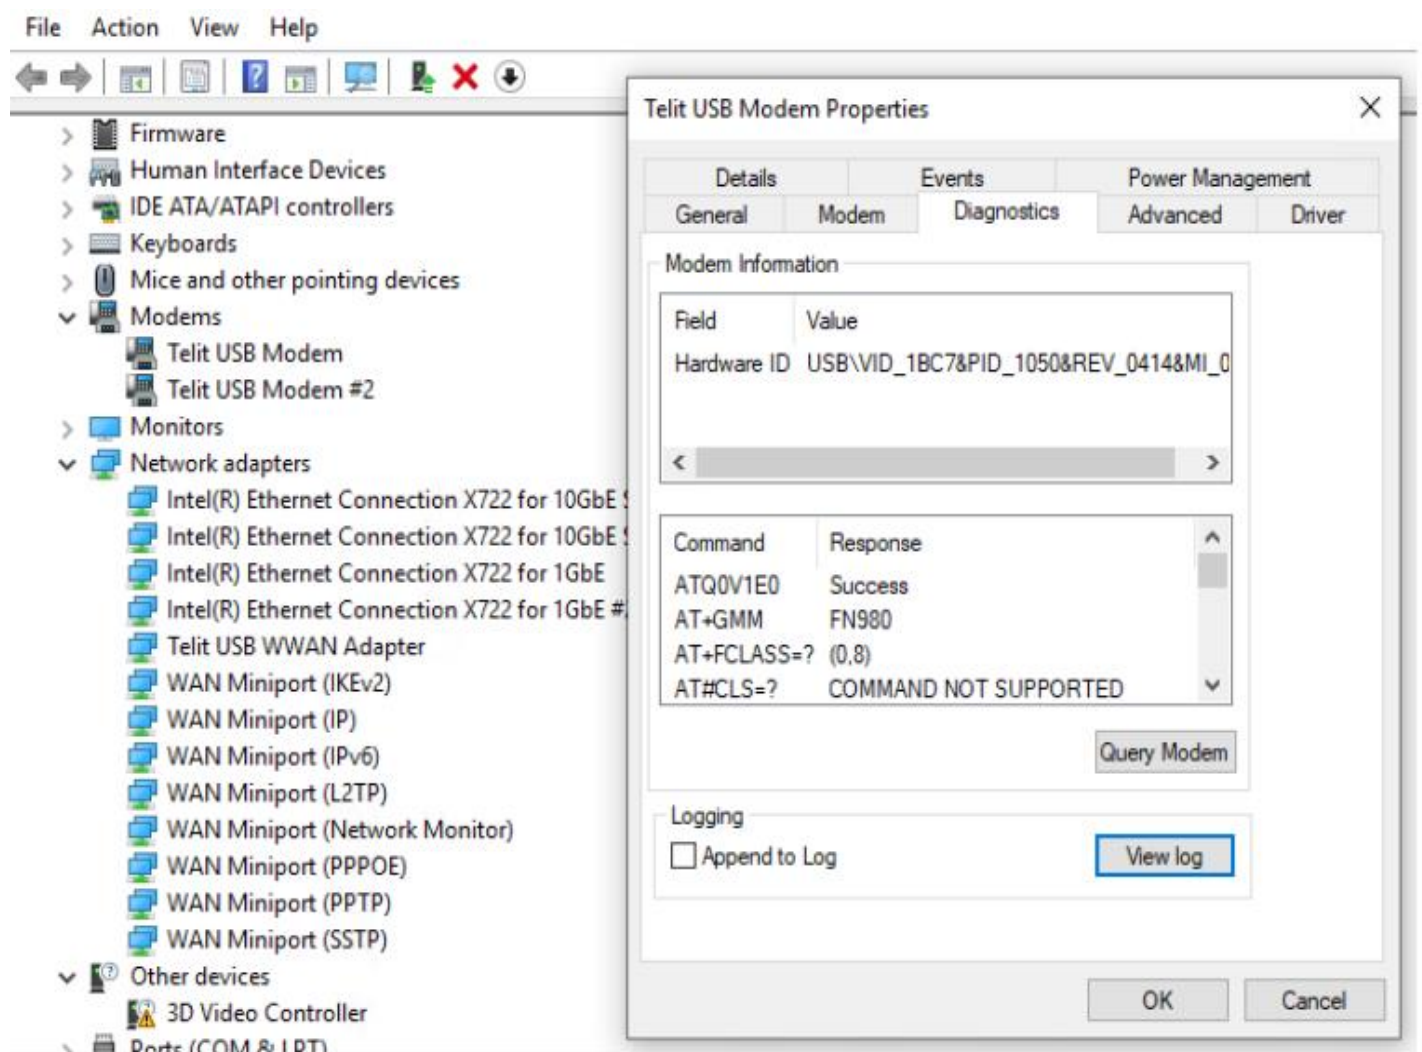 File Action View Help
Firmware
Human Interface Devices
IDE ATA/ATAPI controllers
Keyboards
Mice and other pointing devices
Modems
Telit USB Modem
Telit USB Modem #2
Monitors
Network adapters
Intel(R) Ethernet Connection X722 for 10GbE
Intel(R) Ethernet Connection X722 for 10GbE
Intel(R) Ethernet Connection X722 for 1GbE
Intel(R) Ethernet Connection X722 for 1GbE #
Telit USB WWAN Adapter
WAN Miniport (IKEv2)
WAN Miniport (IP)
WAN Miniport (IPv6)
WAN Miniport (L2TP)
WAN Miniport (Network Monitor)
WAN Miniport (PPPOE)
WAN Miniport (PPTP)
WAN Miniport (SSTP)
Other devices
3D Video Controller
Ports (COM & LPT)
Telit USB Modem Properties
Details Events Power Management
General Modem Diagnostics Advanced Driver
Modem Information
Field Value
Hardware ID USB\VID_1BC7&PID_1050&REV_0414&MI_0
Command Response
ATQ0V1E0 Success
AT+GMM FN980
AT+FCLASS=? (0,8)
AT#CLS=? COMMAND NOT SUPPORTED
Query Modem
Logging
Append to Log View log
OK Cancel